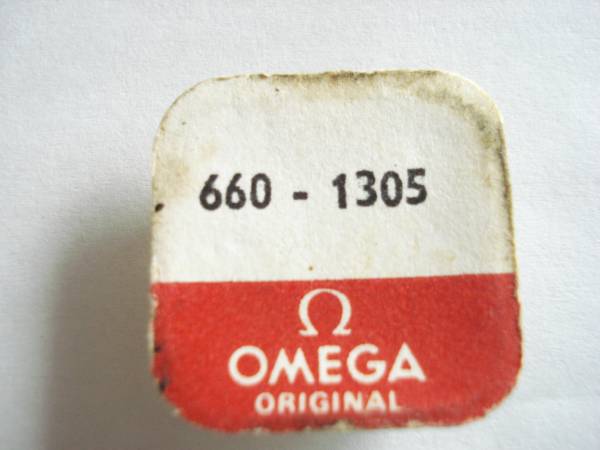 660 - 1305
Ω
OMEGA
ORIGINAL